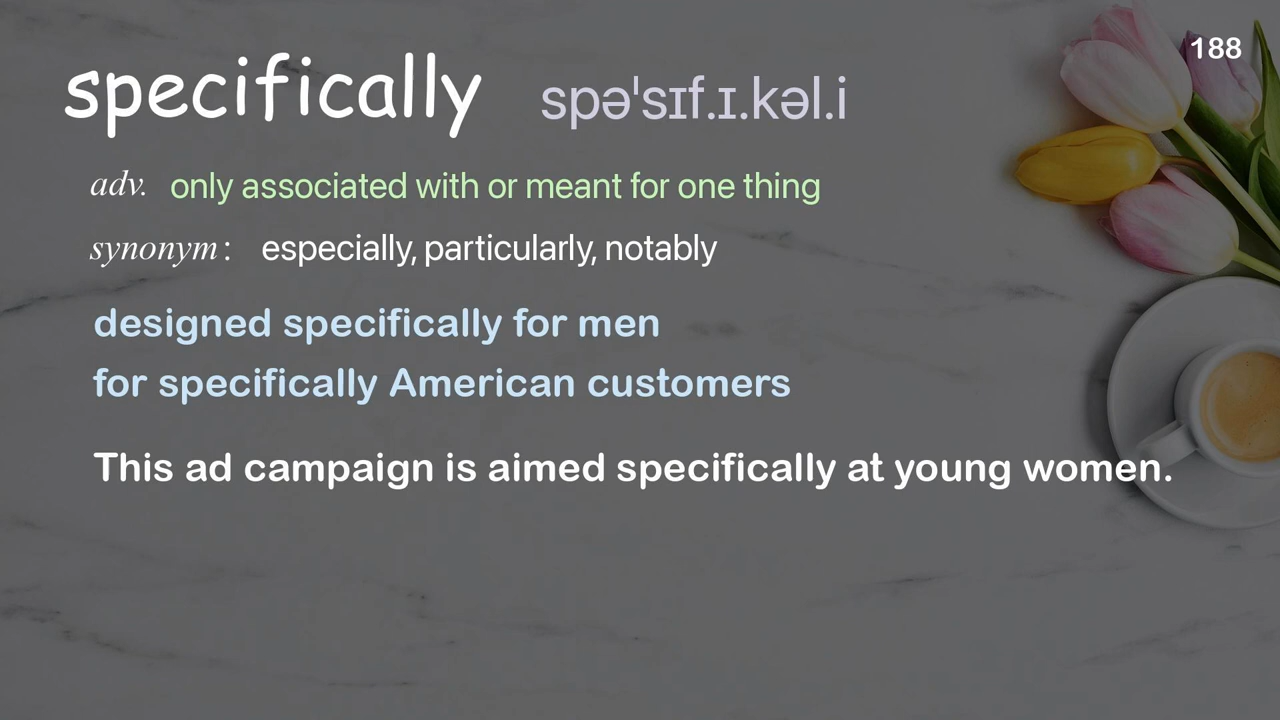 188
specifically spəˈsɪf.ɪ.kəl.i
adv. only associated with or meant for one thing
synonym: especially, particularly, notably
designed specifically for men
for specifically American customers
This ad campaign is aimed specifically at young women.